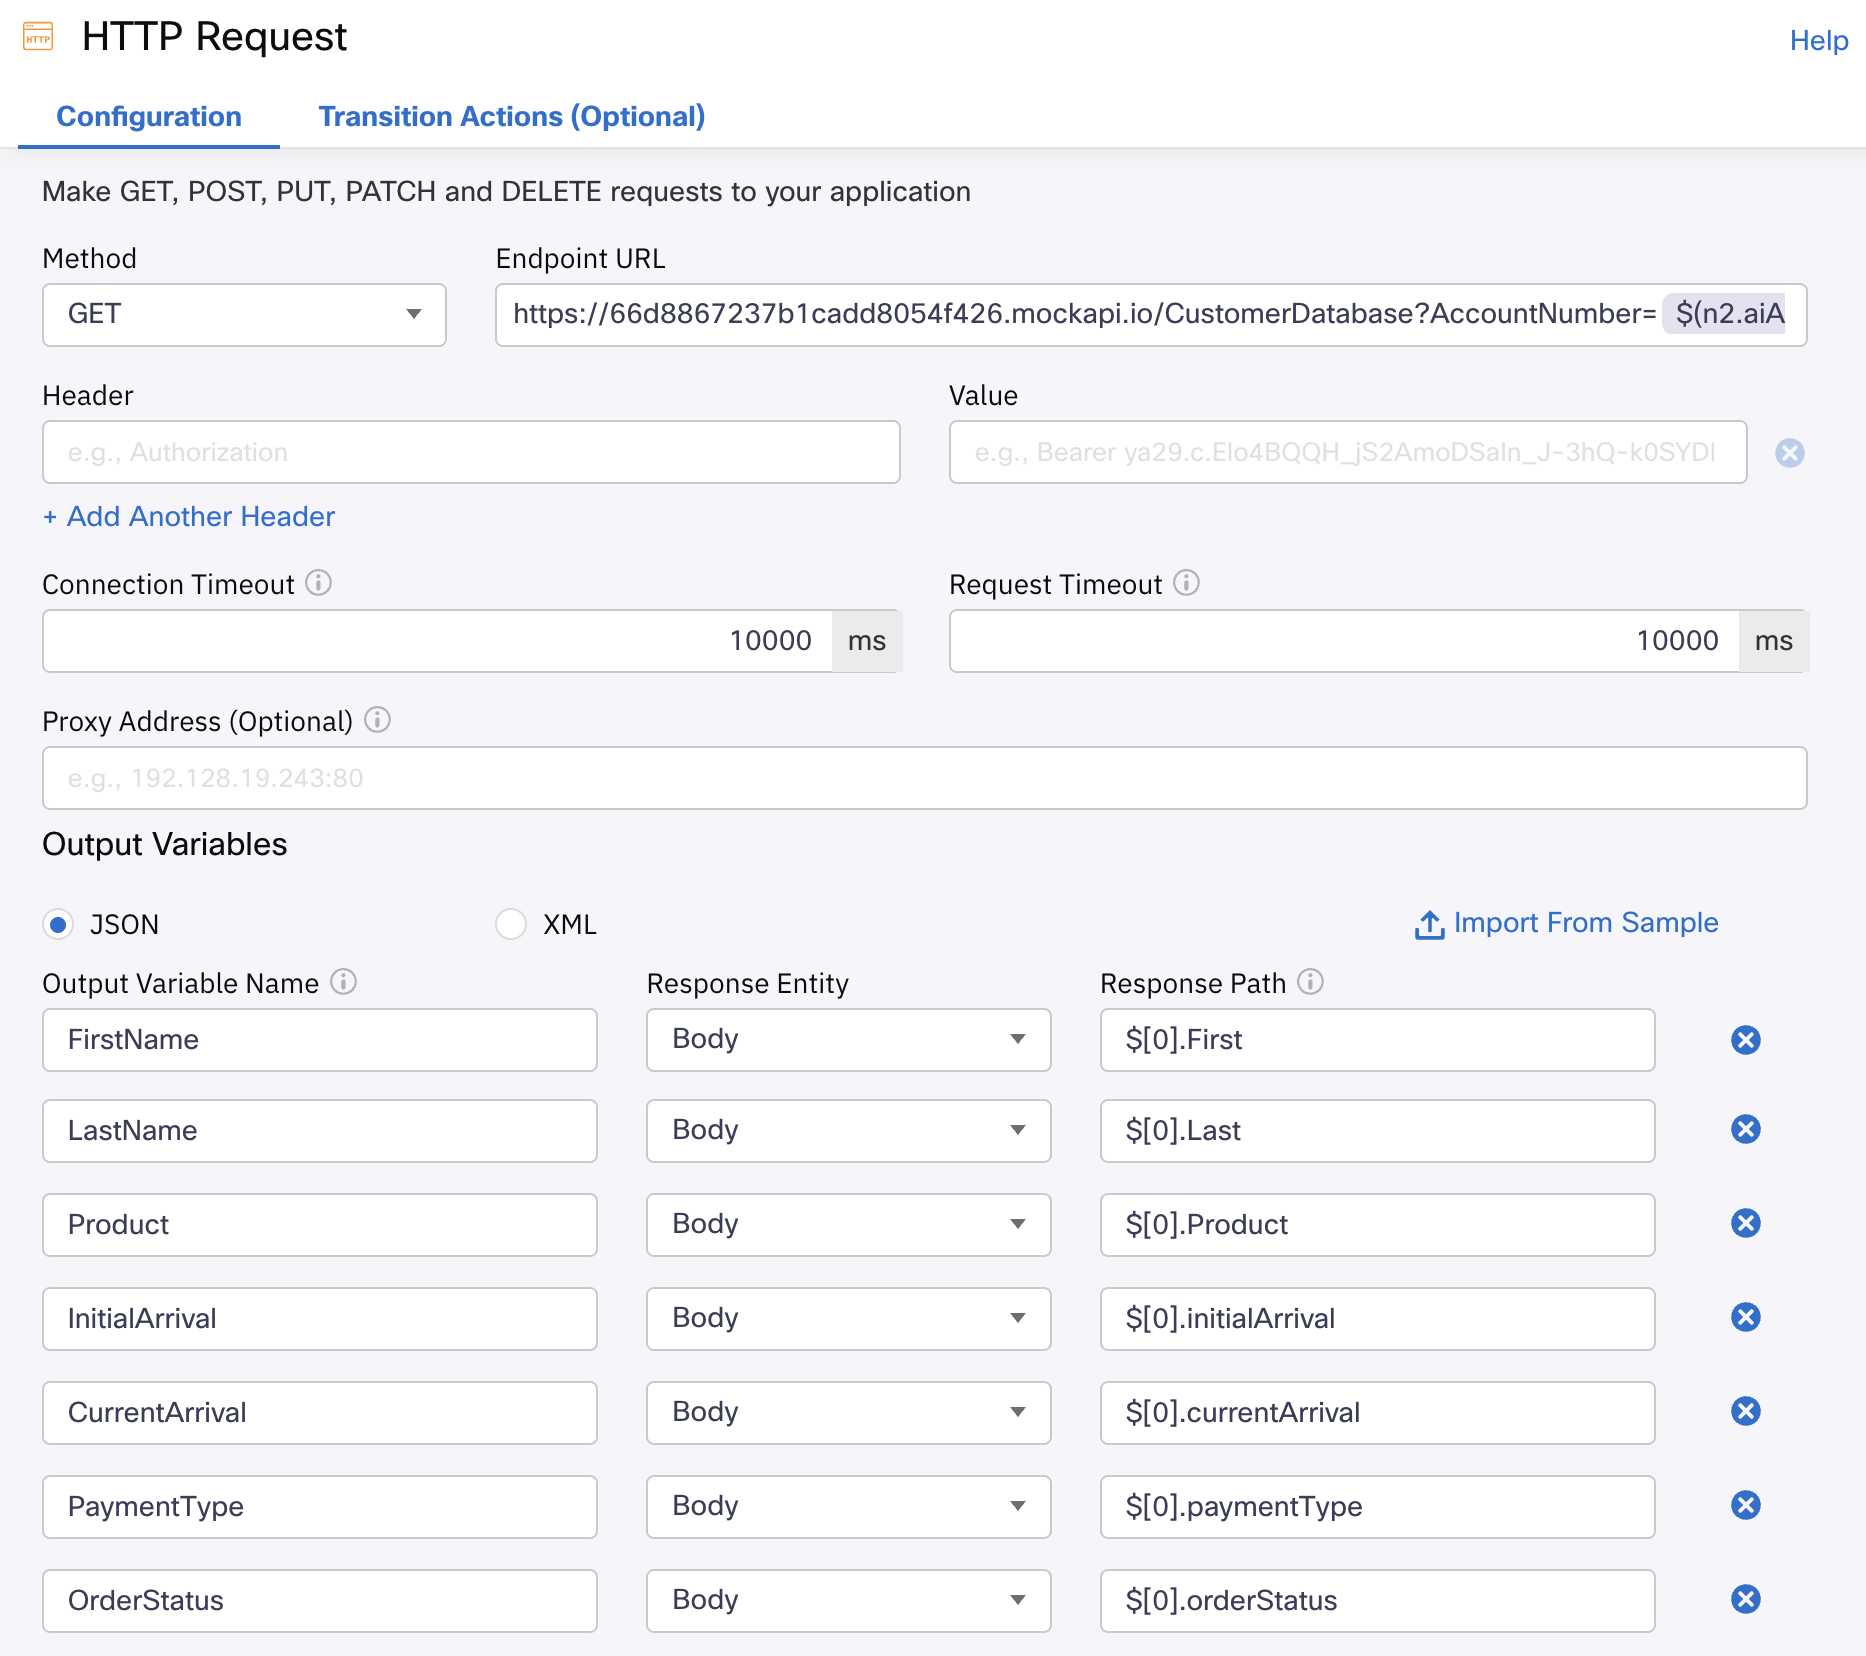 HTTP
HTTP Request
Help
Configuration Transition Actions (Optional)
Make GET, POST, PUT, PATCH and DELETE requests to your application
Method Endpoint URL
GET https://66d8867237b1cadd8054f426.mockapi.io/CustomerDatabase?AccountNumber= $(n2.aiA
Header Value
e.g., Authorization e.g., Bearer ya29.c.Elo4BQQH_jS2AmoDSaln_J-3hQ-k0SYDl
+ Add Another Header
Connection Timeout Request Timeout
10000 ms 10000 ms
Proxy Address (Optional)
e.g., 192.128.19.243:80
Output Variables
JSON XML Import From Sample
Output Variable Name Response Entity Response Path
FirstName Body $[0].First
LastName Body $[0].Last
Product Body $[0].Product
InitialArrival Body $[0].initialArrival
CurrentArrival Body $[0].currentArrival
PaymentType Body $[0].paymentType
OrderStatus Body $[0].orderStatus